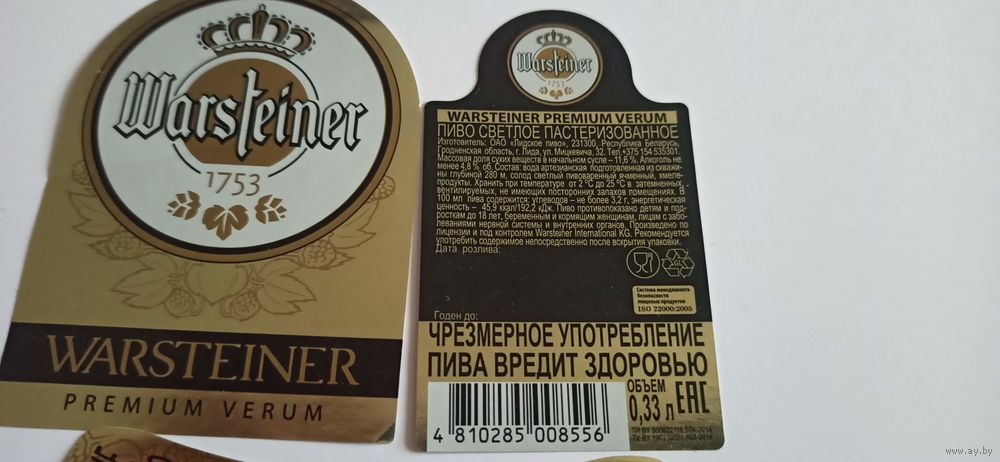 Warsteiner
1753
WARSTEINER
PREMIUM VERUM
Warsteiner
1753
WARSTEINER PREMIUM VERUM
ПИВО СВЕТЛОЕ ПАСТЕРИЗОВАННОЕ
Изготовитель: ОАО «Лидское пиво», 231300, Республика Беларусь,
Гродненская область, г. Лида, ул. Мицкевича, 32. Тел.+375 154 535301.
Массовая доля сухих веществ в начальном сусле – 11,6 %. Алкоголь не
менее 4,8 % об. Состав: вода артезианская подготовленная из скважи-
ны глубиной 280 м, солод светлый пивоваренный ячменный, хмеле-
продукты. Хранить при температуре от 2 °C до 25 °C в затемненных,
вентилируемых, не имеющих посторонних запахов помещениях. В
100 мл пива содержится: углеводов – не более 3,2 г, энергетическая
ценность – 45,9 ккал/192,2 кДж. Пиво противопоказано детям и под-
росткам до 18 лет, беременным и кормящим женщинам, лицам с забо-
леваниями нервной системы и внутренних органов. Произведено по
лицензии и под контролем Warsteiner International KG. Рекомендуется
употребить содержимое непосредственно после вскрытия упаковки.
Дата розлива:
GL
Система менеджмента
безопасности
пищевых продуктов
ISO 22000:2005
Годен до:
ЧРЕЗМЕРНОЕ УПОТРЕБЛЕНИЕ
ПИВА ВРЕДИТ ЗДОРОВЬЮ
ОБЪЕМ
0,33 л
EAC
4 810285 008556
www.ay.by